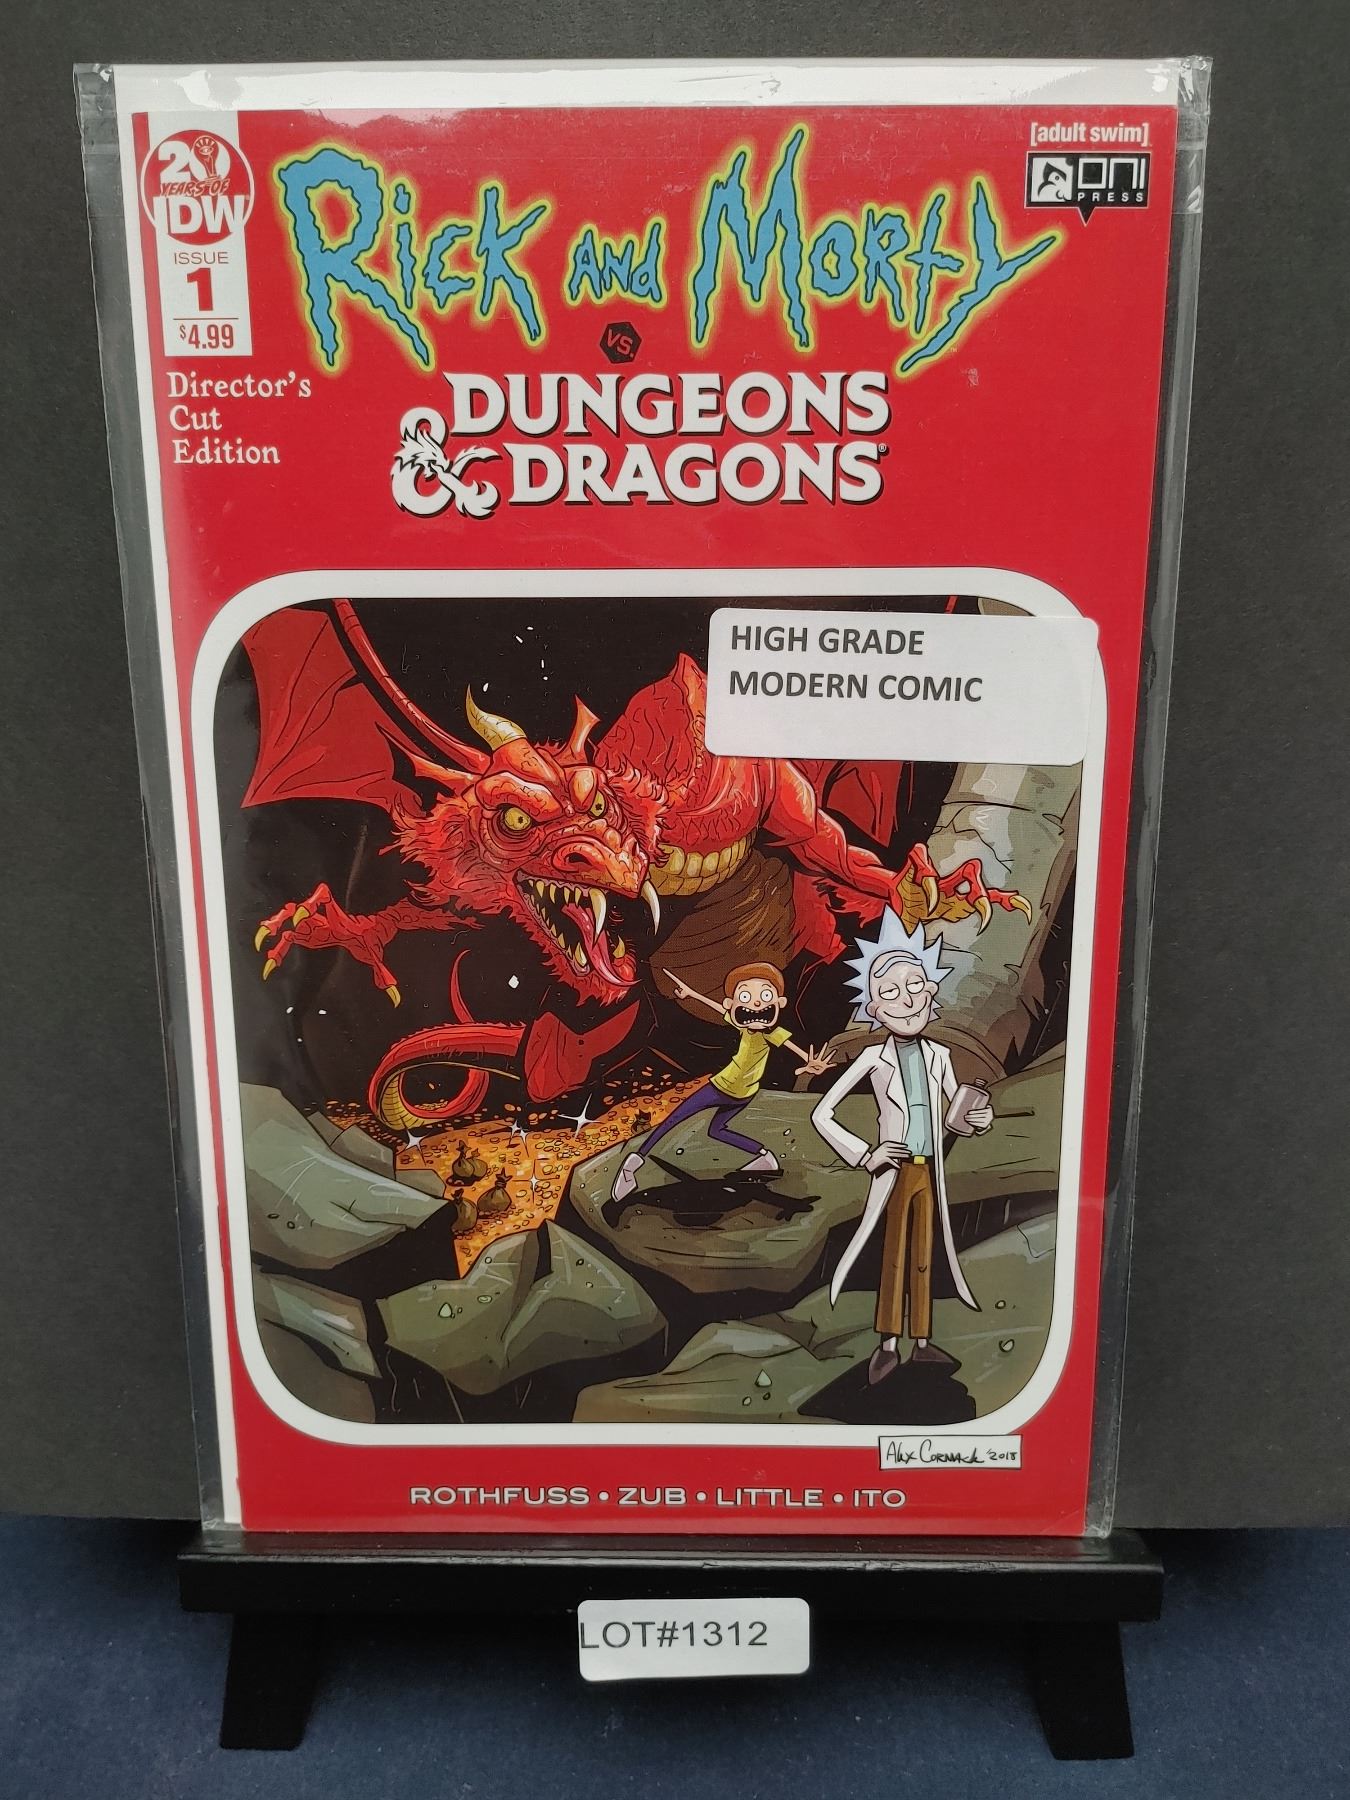 20
YEARS OF
IDW
ISSUE
1
$4.99
Director's
Cut
Edition
Rick and Morty
VS.
DUNGEONS
& DRAGONS®
[adult swim]
ONI
PRESS
HIGH GRADE
MODERN COMIC
Alex Cormack '2018
ROTHFUSS • ZUB • LITTLE • ITO
LOT#1312